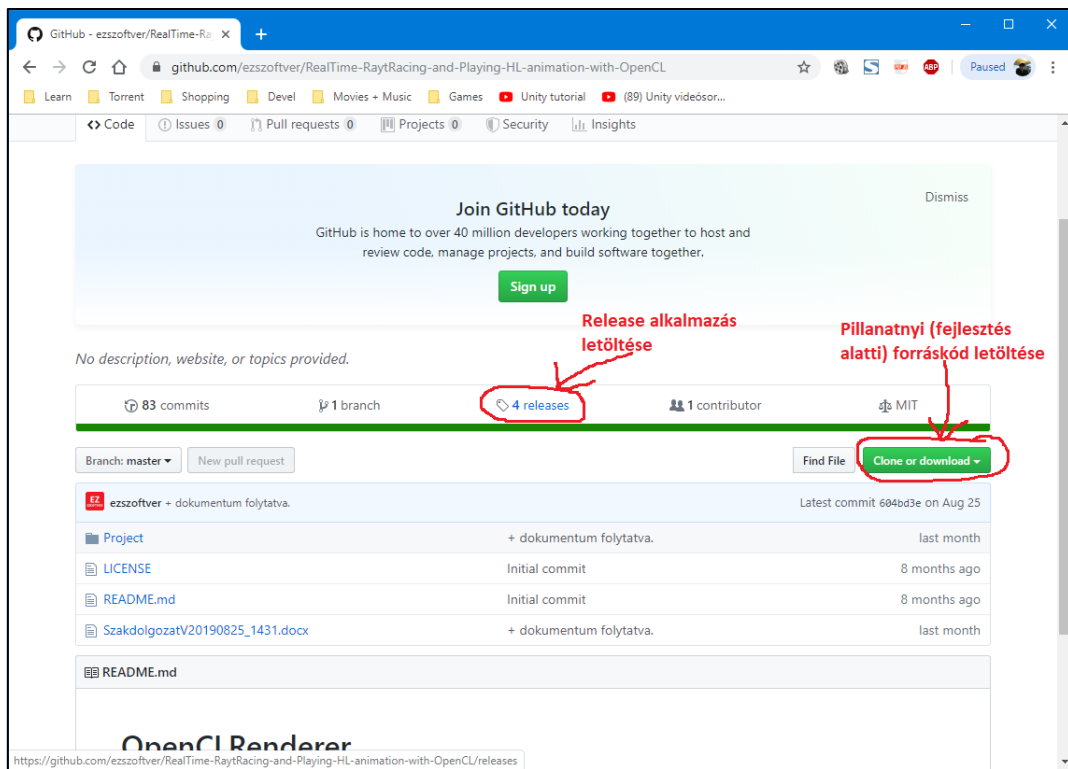 GitHub - ezszoftver/RealTime-Ra
github.com/ezszoftver/RealTime-RaytRacing-and-Playing-HL-animation-with-OpenCL
ABP
Paused
Learn Torrent Shopping Devel Movies + Music Games Unity tutorial (89) Unity videósor...
Code Issues 0 Pull requests 0 Projects 0 Security Insights
Dismiss
Join GitHub today
GitHub is home to over 40 million developers working together to host and
review code, manage projects, and build software together.
Sign up
Release alkalmazás
letöltése
Pillanatnyi (fejlesztés
alatti) forráskód letöltése
No description, website, or topics provided.
83 commits 1 branch 4 releases 1 contributor MIT
Branch: master New pull request Find File Clone or download
EZ ezszoftver + dokumentum folytatva. Latest commit 604bd3e on Aug 25
Project + dokumentum folytatva. last month
LICENSE Initial commit 8 months ago
README.md Initial commit 8 months ago
SzakdolgozatV20190825_1431.docx + dokumentum folytatva. last month
README.md
OpenCLRenderer
https://github.com/ezszoftver/RealTime-RaytRacing-and-Playing-HL-animation-with-OpenCL/releases